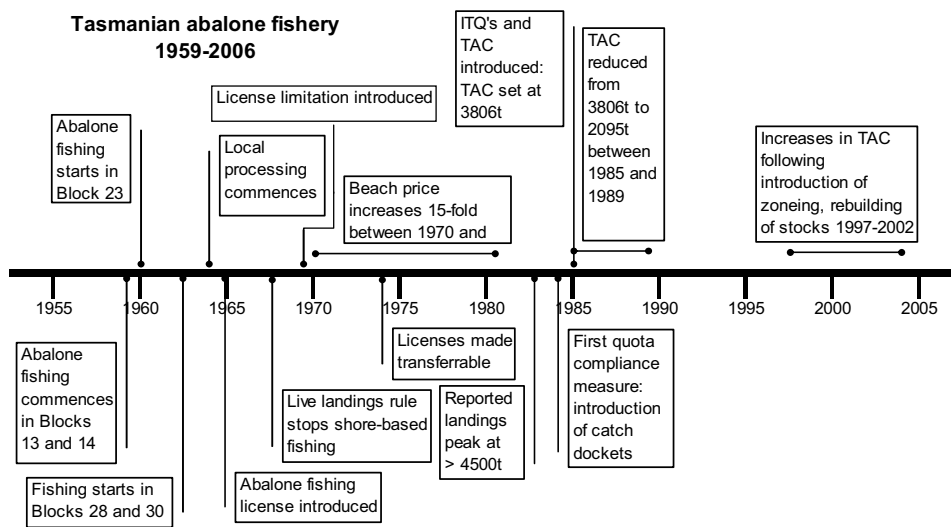 Tasmanian abalone fishery
1959-2006
ITQ's and
TAC
introduced:
TAC set at
3806t
TAC
reduced
from
3806t to
2095t
between
1985 and
1989
License limitation introduced
Abalone
fishing
starts in
Block 23
Local
processing
commences
Beach price
increases 15-fold
between 1970 and
Increases in TAC
following
introduction of
zoneing, rebuilding
of stocks 1997-2002
1955
1960
1965
1970
1975
1980
1985
1990
1995
2000
2005
Abalone
fishing
commences
in Blocks
13 and 14
Fishing starts in
Blocks 28 and 30
Live landings rule
stops shore-based
fishing
Abalone fishing
license introduced
Licenses made
transferrable
Reported
landings
peak at
> 4500t
First quota
compliance
measure:
introduction
of catch
dockets